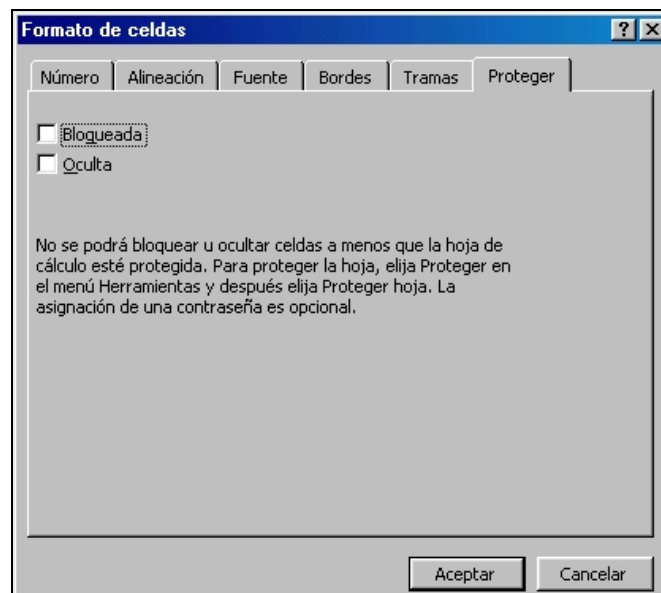 Formato de celdas
Número Alineación Fuente Bordes Tramas Proteger
Bloqueada
Oculta
No se podrá bloquear u ocultar celdas a menos que la hoja de
cálculo esté protegida. Para proteger la hoja, elija Proteger en
el menú Herramientas y después elija Proteger hoja. La
asignación de una contraseña es opcional.
Aceptar Cancelar